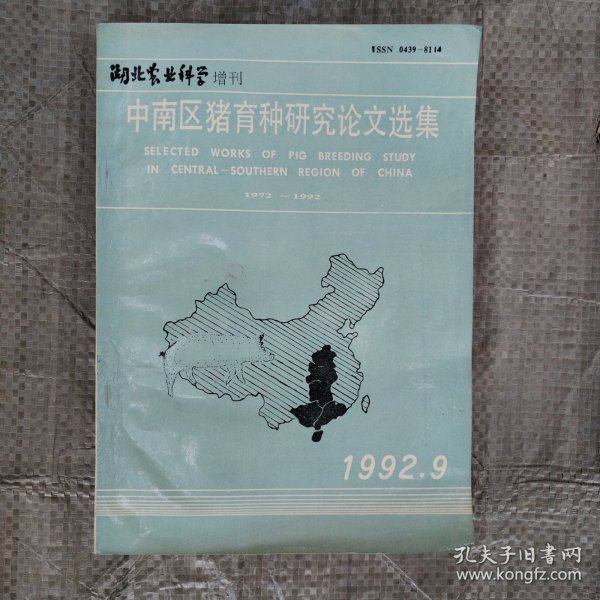 ISSN 0439-8114
湖北农业科学 增刊
中南区猪育种研究论文选集
SELECTED WORKS OF PIG BREEDING STUDY
IN CENTRAL-SOUTHERN REGION OF CHINA
1972 ~ 1992
1992.9
孔夫子旧书网
www.kongfz.com